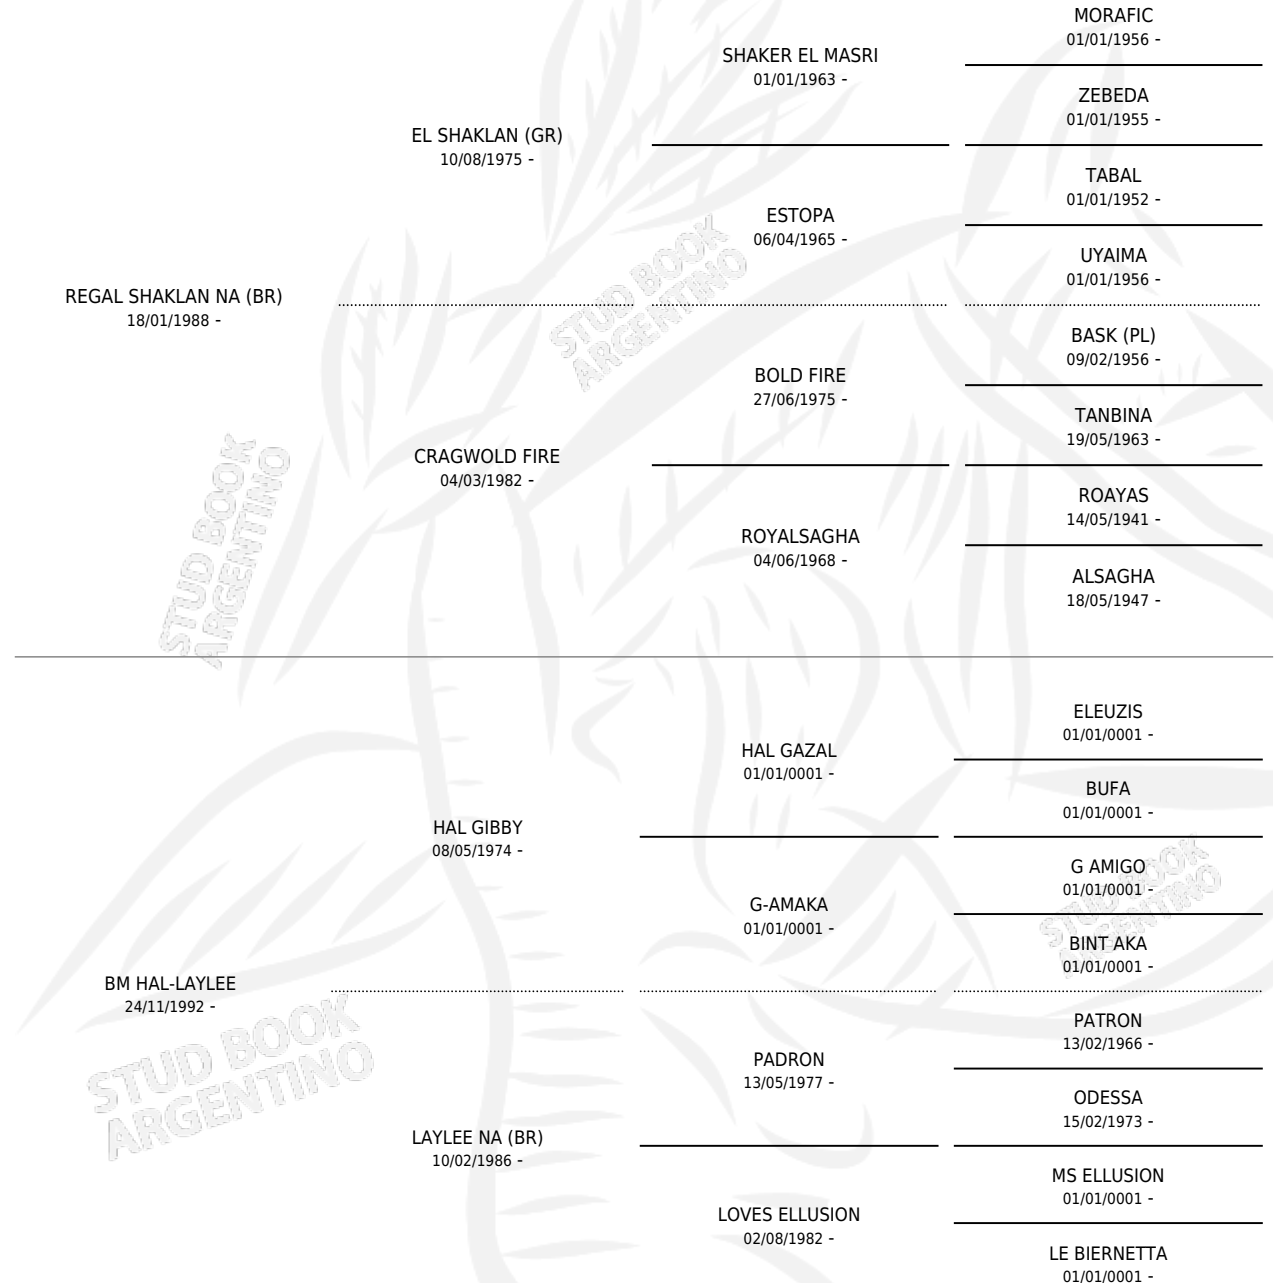 MORAFIC
01/01/1956 -
SHAKER EL MASRI
01/01/1963 -
ZEBEDA
01/01/1955 -
EL SHAKLAN (GR)
10/08/1975 -
TABAL
01/01/1952 -
ESTOPA
06/04/1965 -
UYAIMA
01/01/1956 -
REGAL SHAKLAN NA (BR)
18/01/1988 -
BASK (PL)
09/02/1956 -
BOLD FIRE
27/06/1975 -
TANBINA
19/05/1963 -
CRAGWOLD FIRE
04/03/1982 -
ROAYAS
14/05/1941 -
ROYALSAGHA
04/06/1968 -
ALSAGHA
18/05/1947 -
STUD BOOK
ARGENTINO
STUD BOOK
ARGENTINO
ELEUZIS
01/01/0001 -
HAL GAZAL
01/01/0001 -
BUFA
01/01/0001 -
HAL GIBBY
08/05/1974 -
G AMIGO
01/01/0001 -
G-AMAKA
01/01/0001 -
BINT AKA
01/01/0001 -
BM HAL-LAYLEE
24/11/1992 -
PATRON
13/02/1966 -
PADRON
13/05/1977 -
ODESSA
15/02/1973 -
LAYLEE NA (BR)
10/02/1986 -
MS ELLUSION
01/01/0001 -
LOVES ELLUSION
02/08/1982 -
LE BIERNETTA
01/01/0001 -
STUD BOOK
ARGENTINO
STUD BOOK
ARGENTINO